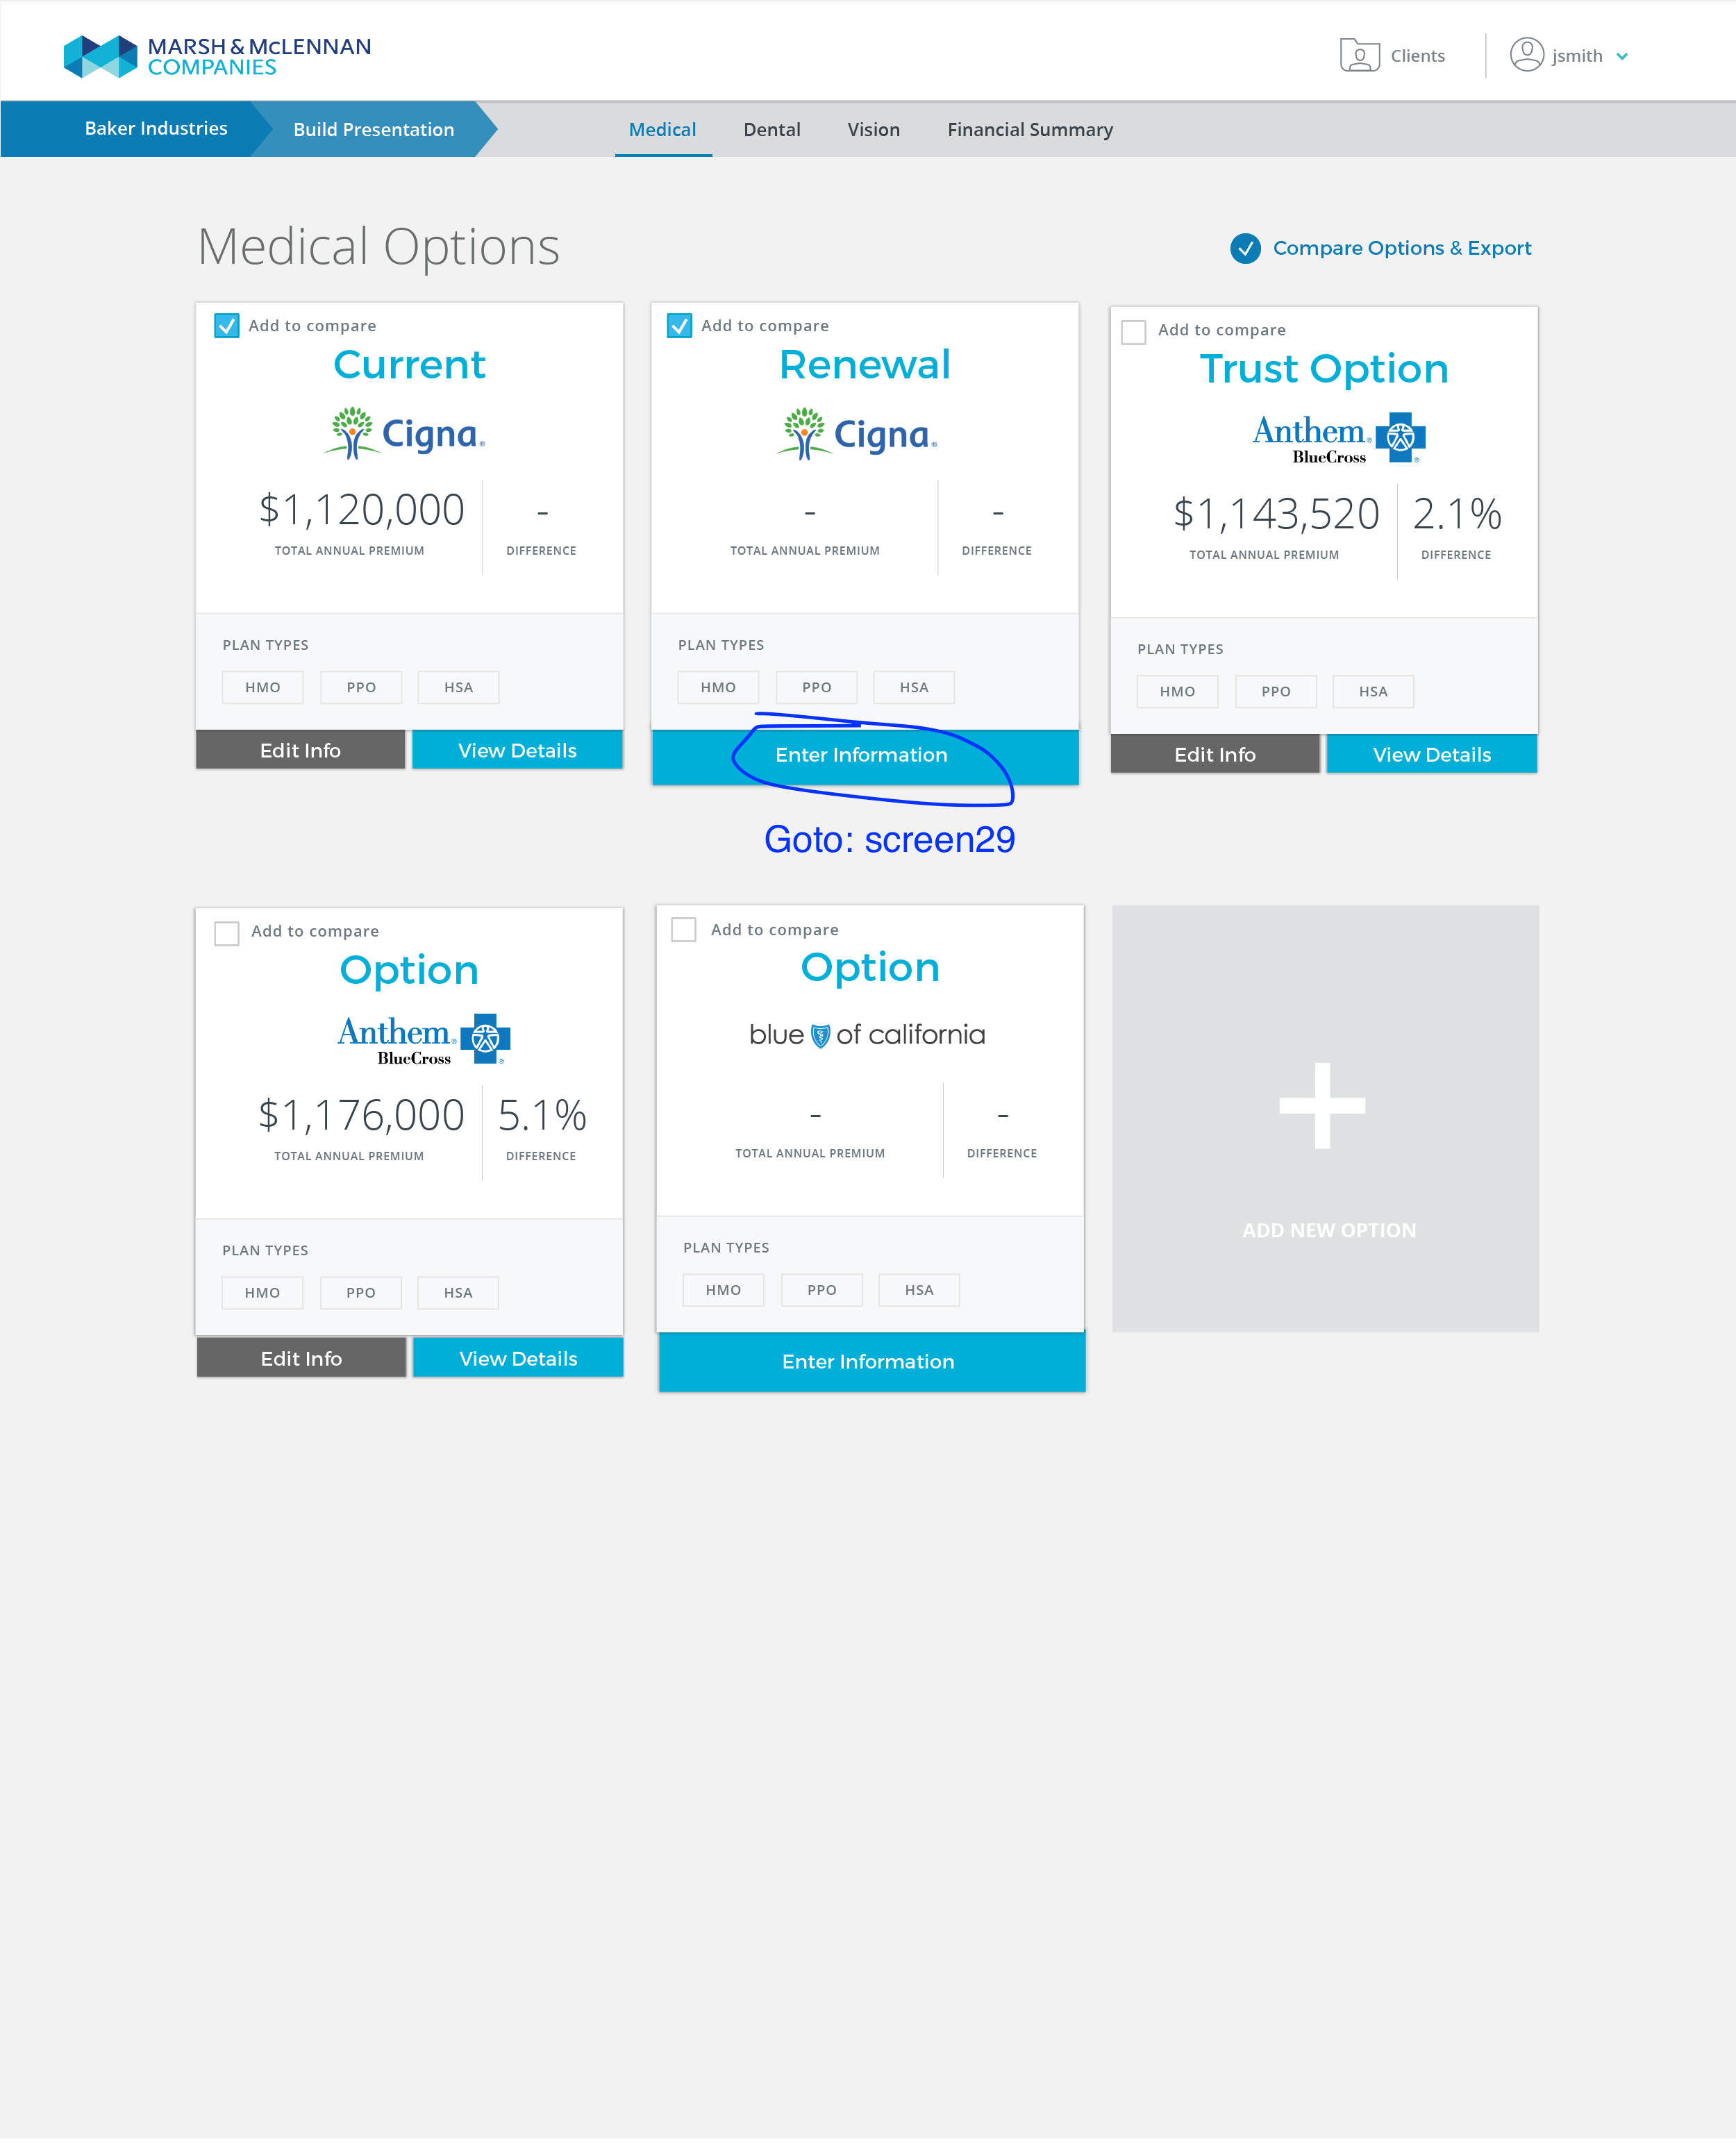 MARSH & McLENNAN
COMPANIES
Clients
jsmith
Baker Industries
Build Presentation
Medical
Dental
Vision
Financial Summary
Medical Options
Compare Options & Export
Add to compare
Current
Cigna®
$1,120,000
-
TOTAL ANNUAL PREMIUM
DIFFERENCE
PLAN TYPES
HMO
PPO
HSA
Edit Info
View Details
Add to compare
Renewal
Cigna®
-
-
TOTAL ANNUAL PREMIUM
DIFFERENCE
PLAN TYPES
HMO
PPO
HSA
Enter Information
Goto: screen29
Add to compare
Trust Option
Anthem®
BlueCross
®
$1,143,520
2.1%
TOTAL ANNUAL PREMIUM
DIFFERENCE
PLAN TYPES
HMO
PPO
HSA
Edit Info
View Details
Add to compare
Option
Anthem®
BlueCross
®
$1,176,000
5.1%
TOTAL ANNUAL PREMIUM
DIFFERENCE
PLAN TYPES
HMO
PPO
HSA
Edit Info
View Details
Add to compare
Option
blue of california
-
-
TOTAL ANNUAL PREMIUM
DIFFERENCE
PLAN TYPES
HMO
PPO
HSA
Enter Information
ADD NEW OPTION